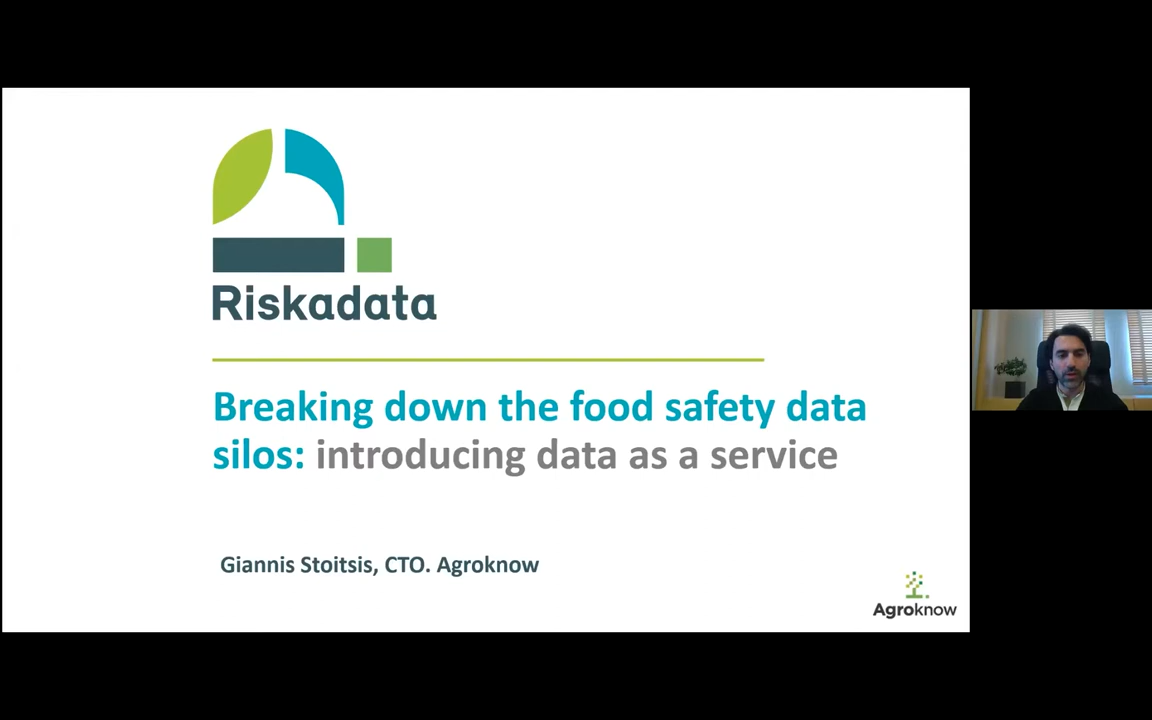 Riskadata
Breaking down the food safety data
silos: introducing data as a service
Giannis Stoitsis, CTO. Agroknow
Agroknow